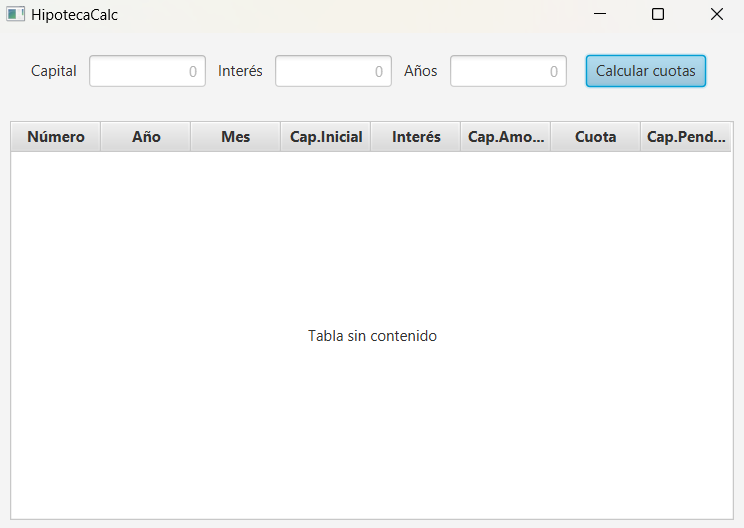 HipotecaCalc
Capital 0 Interés 0 Años 0 Calcular cuotas
Número Año Mes Cap.Inicial Interés Cap.Amo... Cuota Cap.Pend...
Tabla sin contenido